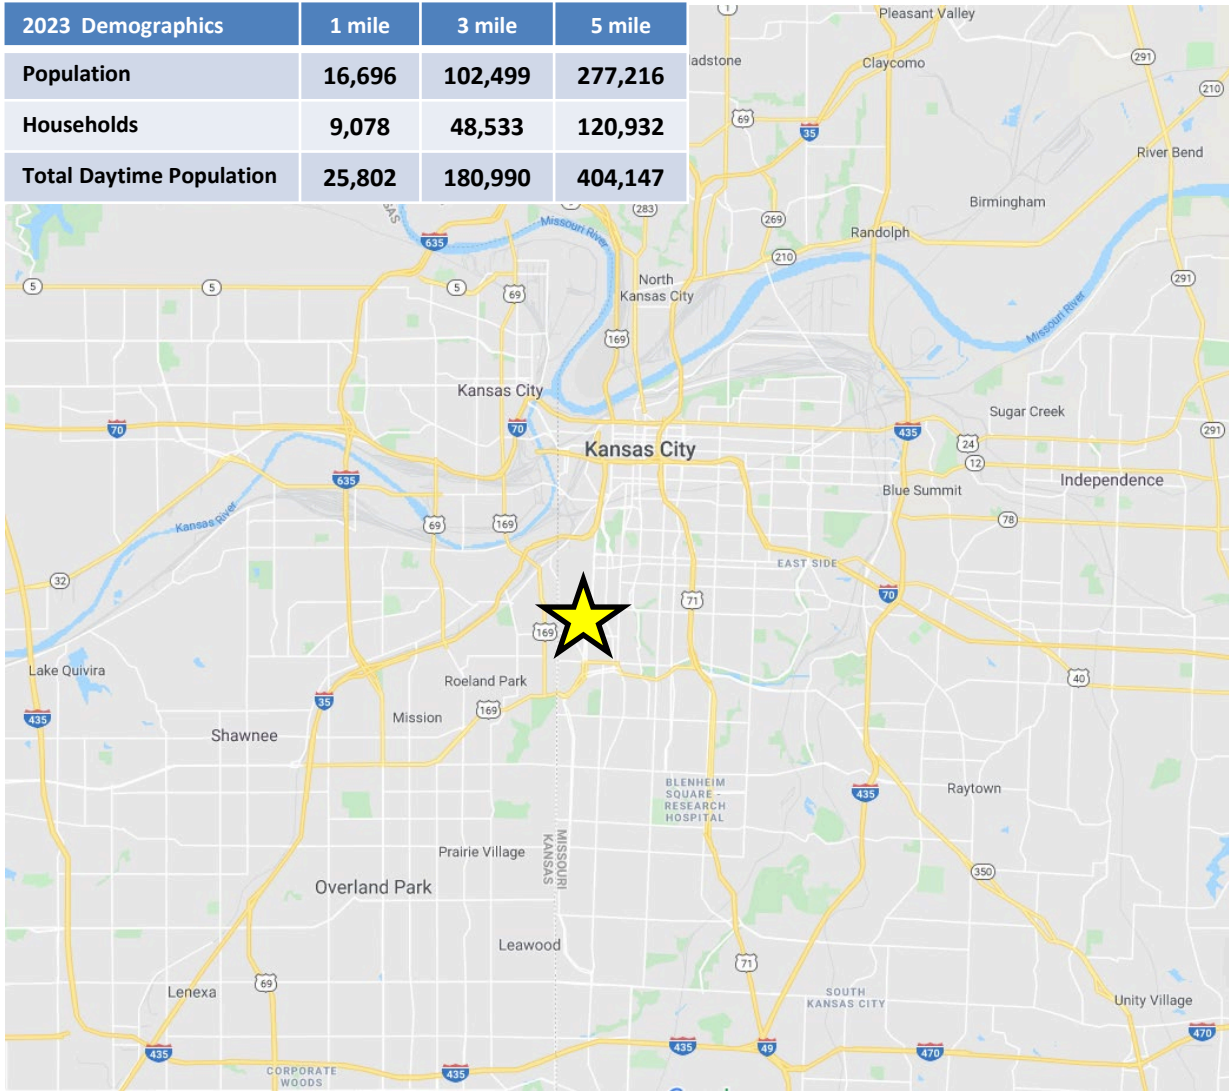 2023 Demographics 1 mile 3 mile 5 mile
Population 16,696 102,499 277,216
Households 9,078 48,533 120,932
Total Daytime Population 25,802 180,990 404,147
1
Pleasant Valley
adstone
Claycomo
291
210
69
35
River Bend
Birmingham
SAS
283
269
Randolph
635
Missouri River
210
5
5
5
69
North
Kansas City
291
Missouri River
169
Kansas City
70
70
Kansas City
435
Sugar Creek
291
24
12
635
Blue Summit
Independence
Kansas River
69
169
78
32
EAST SIDE
70
71
169
Lake Quivira
Roeland Park
40
435
35
169
Mission
Shawnee
BLENHEIM
SQUARE -
RESEARCH
HOSPITAL
435
Raytown
MISSOURI
KANSAS
Prairie Village
350
Overland Park
Leawood
71
69
Lenexa
SOUTH
KANSAS CITY
Unity Village
470
435
435
49
470
435
CORPORATE
WOODS